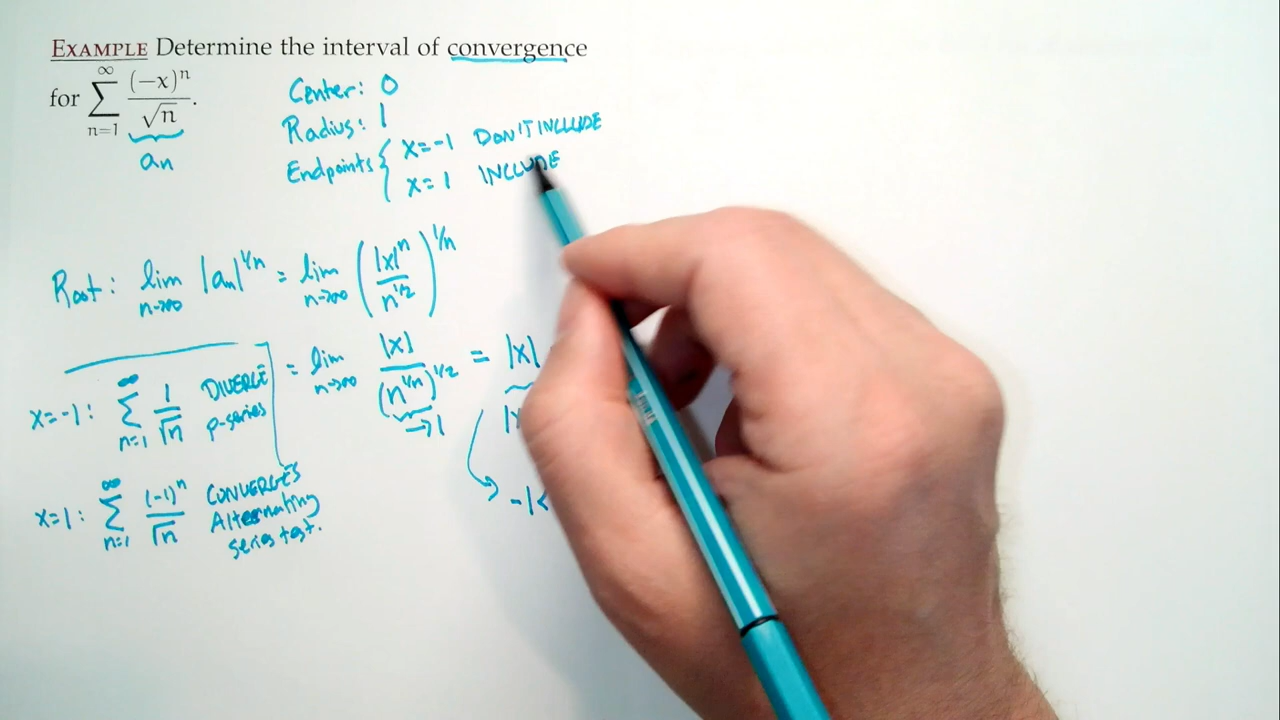 EXAMPLE Determine the interval of convergence
for ∑_{n=1}^{∞} (-x)^n / √n .
a_n
Center: 0
Radius: 1
Endpoints { x=-1 DON'T INCLUDE
x=1 INCLUDE
Root: lim_{n→∞} |a_n|^{1/n} = lim_{n→∞} ( |x|^n / n^{1/2} )^{1/n}
= lim_{n→∞} |x| / (n^{1/n})^{1/2} = |x|
→1
|x
-1<
x=-1: ∑_{n=1}^{∞} 1/√n DIVERGE
p-series
x=1: ∑_{n=1}^{∞} (-1)^n / √n CONVERGES
Alternating
series test.